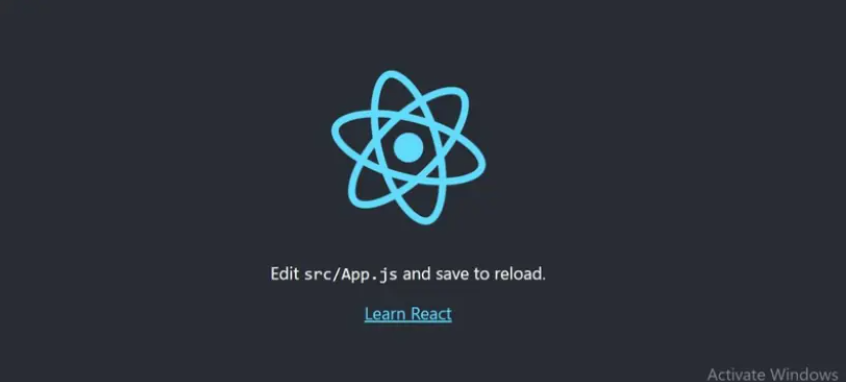 Edit src/App.js and save to reload.
Learn React
Activate Windows